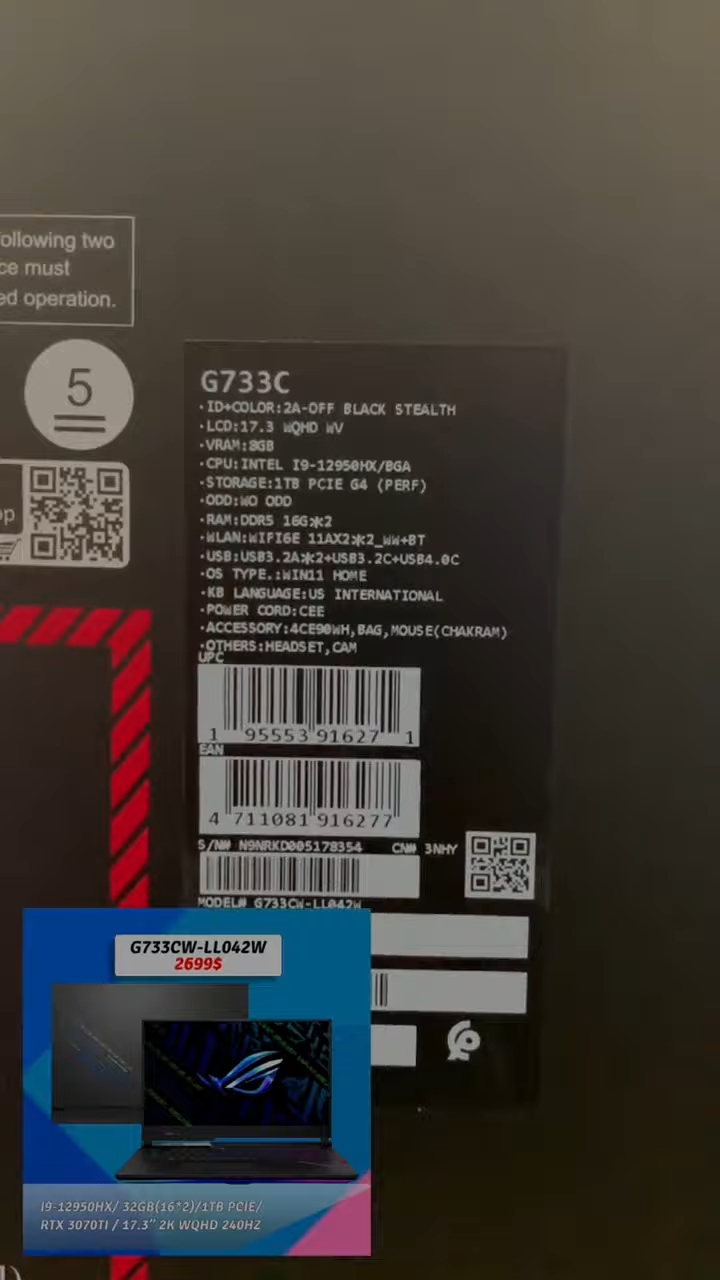 ollowing two
ce must
ed operation.
5
op
G733C
·ID+COLOR:2A-OFF BLACK STEALTH
·LCD:17.3 WQHD WV
·VRAM:8GB
·CPU:INTEL I9-12950HX/BGA
·STORAGE:1TB PCIE G4 (PERF)
·ODD:WO ODD
·RAM:DDR5 16G*2
·WLAN:WIFI6E 11AX2*2_WW+BT
·USB:USB3.2A*2+USB3.2C+USB4.0C
·OS TYPE.:WIN11 HOME
·KB LANGUAGE:US INTERNATIONAL
·POWER CORD:CEE
·ACCESSORY:4CE90WH,BAG,MOUSE(CHAKRAM)
·OTHERS:HEADSET,CAM
UPC
1 95553 91627 1
EAN
4 711081 916277
S/N# N9NRKD005178354 CN# 3NHY
MODEL# G733CW-LL042W
G733CW-LL042W
2699$
I9-12950HX/ 32GB(16*2)/1TB PCIE/
RTX 3070TI / 17.3” 2K WQHD 240HZ